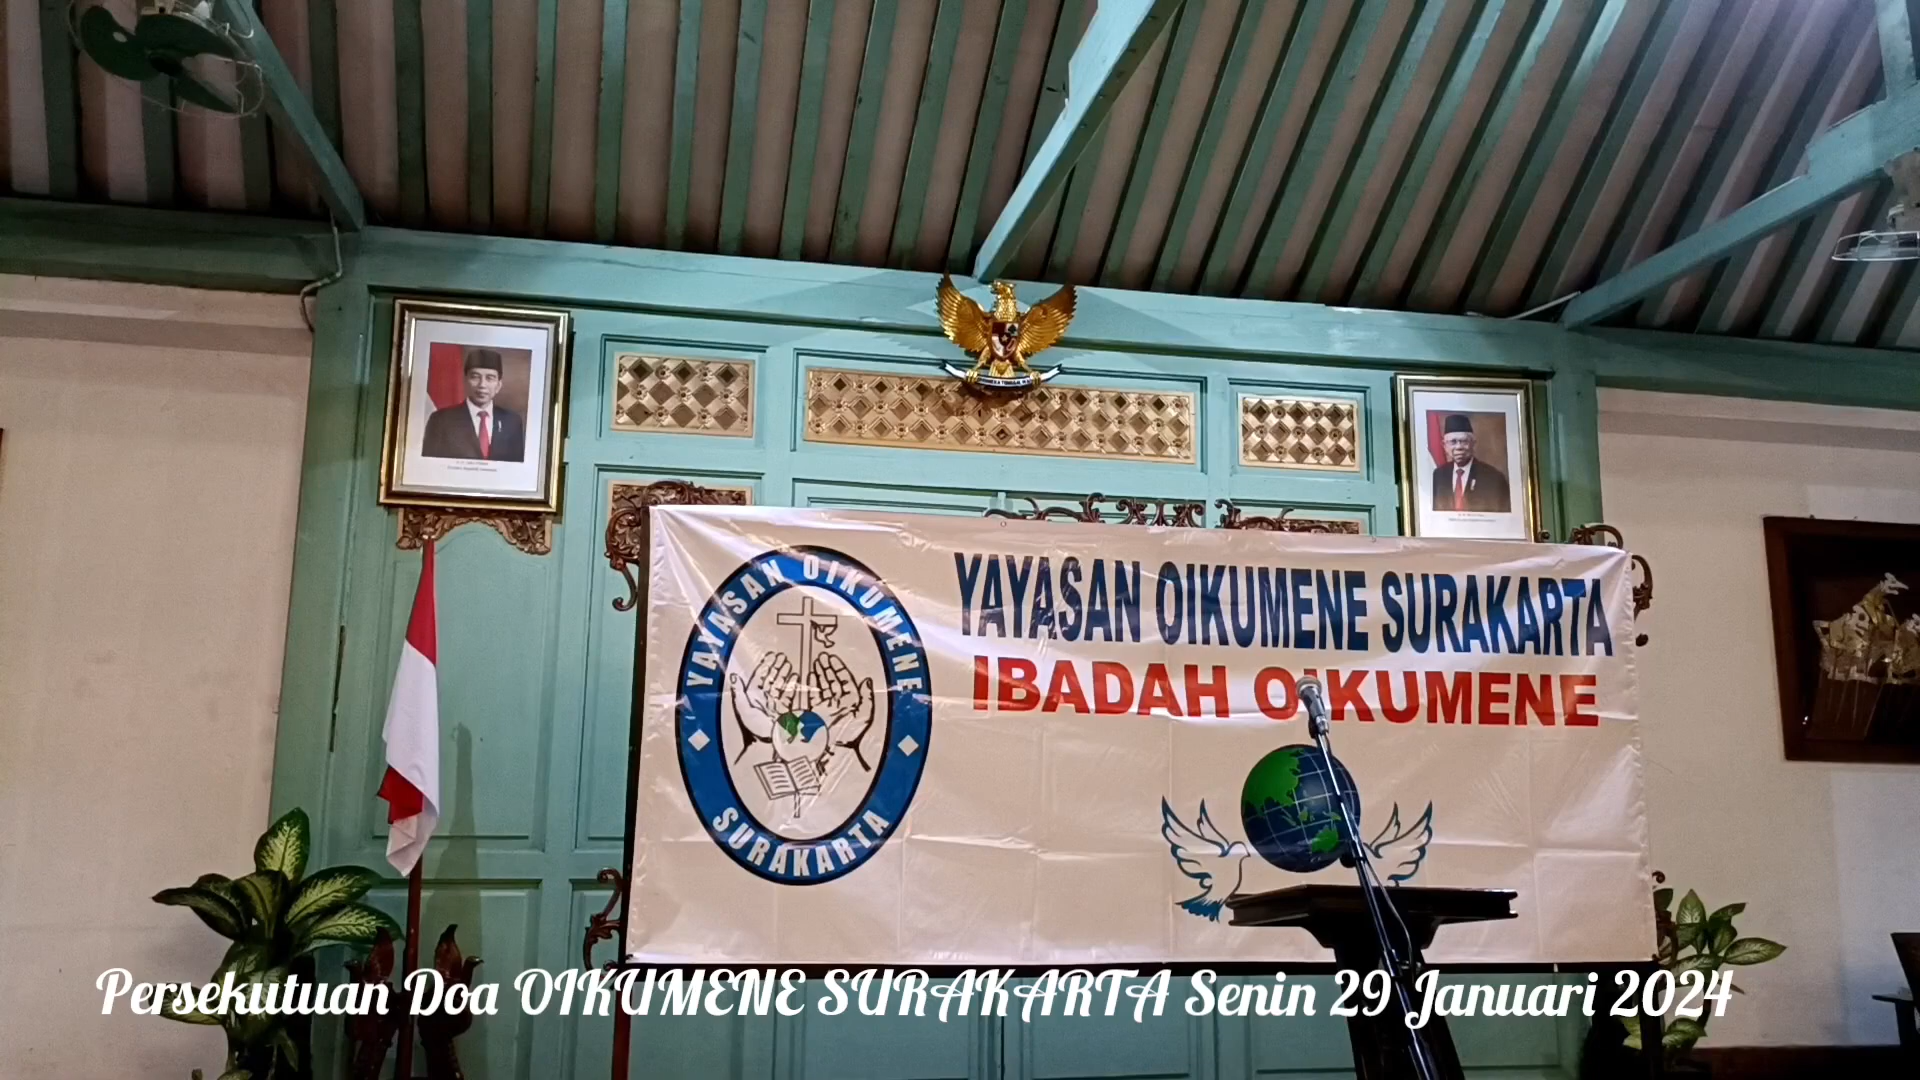 YAYASAN OIKUMENE
SURAKARTA
YAYASAN OIKUMENE SURAKARTA
IBADAH OIKUMENE
Persekutuan Doa OIKUMENE SURAKARTA Senin 29 Januari 2024